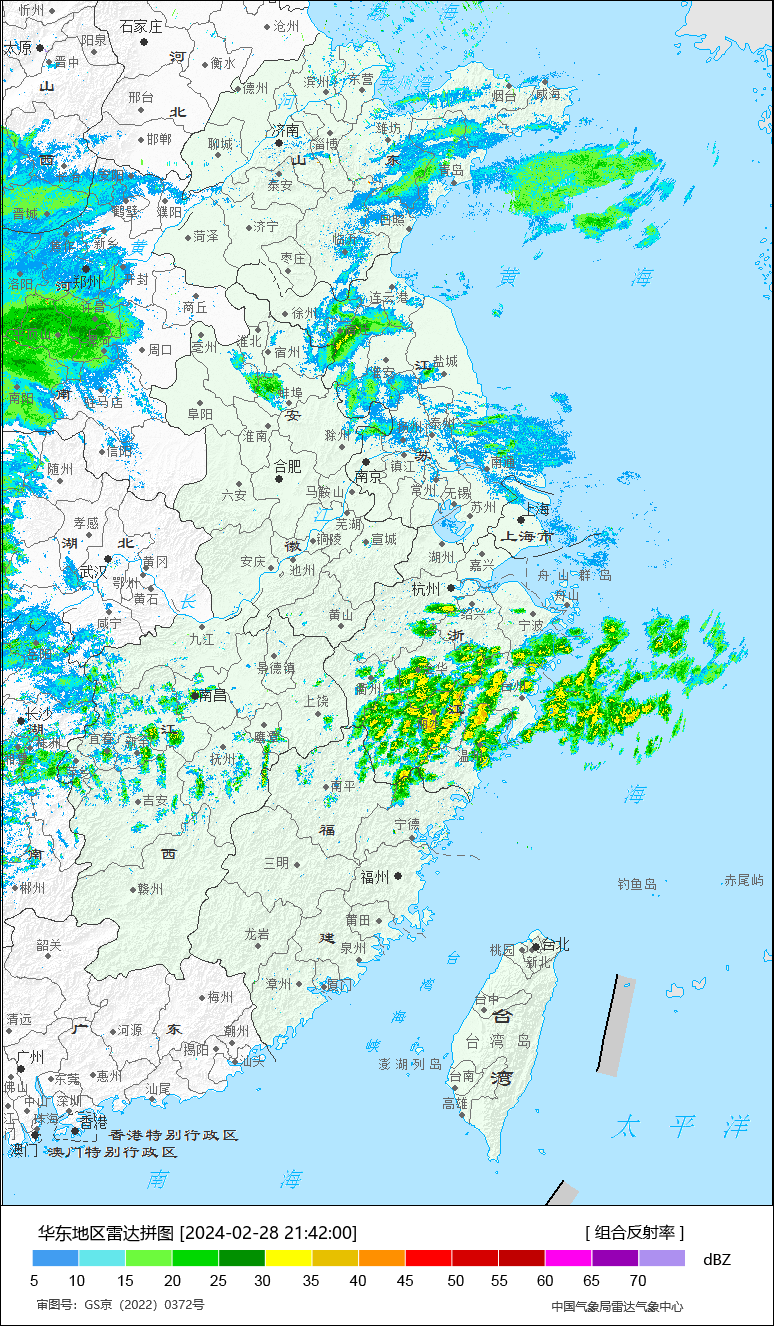 忻州
石家庄
沧州
渤 海
太原
阳泉
晋中
河
衡水
德州
滨州
东营
莱州湾
烟台
威海
山
邢台
北
河
济南
潍坊
聊城
淄博
邯郸
山
东
青岛
西
泰安
晋城
鹤壁
濮阳
日照
菏泽
济宁
临沂
新乡
黄
枣庄
黄 海
洛阳
河
郑州
开封
连云港
许昌
商丘
徐州
周口
亳州
淮北
宿州
淮安
江
盐城
南阳
南
驻马店
阜阳
蚌埠
安
泰州
信阳
淮南
滁州
苏
随州
合肥
南京
镇江
南通
六安
马鞍山
常州
无锡
苏州
上海
孝感
江
芜湖
上海市
湖 北
徽
铜陵
宣城
湖州
嘉兴
武汉
黄冈
安庆
池州
舟山群岛
鄂州
杭州
舟山
黄石
长
绍兴
咸宁
黄山
宁波
九江
浙
景德镇
金华
衢州
台州
南昌
上饶
长沙
江
丽水
江
湖
株洲
宜春
新余
鹰潭
温州
抚州
吉安
南平
海
福
宁德
南
西
三明
福州
钓鱼岛
赤尾屿
郴州
赣州
莆田
龙岩
建
泉州
韶关
台北
桃园
新北
台
漳州
厦门
湾
梅州
台中
清远
广
河源
东
潮州
海
台
台 湾 岛
广州
揭阳
汕头
峡
澎湖列岛
湾
佛山
东莞
惠州
台南
中山
深圳
汕尾
高雄
江门
珠海
香港
香港特别行政区
太 平 洋
澳门
澳门特别行政区
南 海
华东地区雷达拼图 [2024-02-28 21:42:00]
[ 组合反射率 ]
5 10 15 20 25 30 35 40 45 50 55 60 65 70
dBZ
审图号：GS京（2022）0372号
中国气象局雷达气象中心